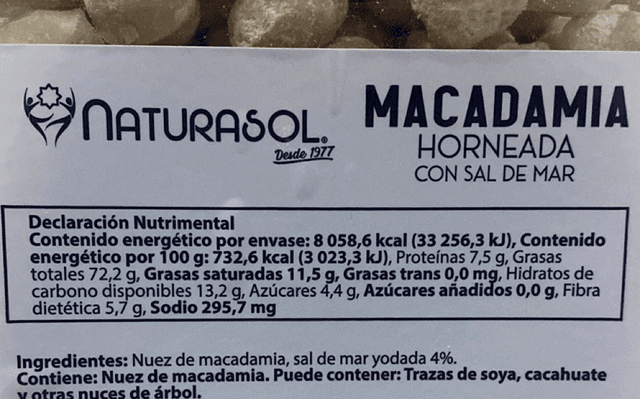 NATURASOL®
Desde 1977
MACADAMIA
HORNEADA
CON SAL DE MAR
Declaración Nutrimental
Contenido energético por envase: 8 058,6 kcal (33 256,3 kJ), Contenido
energético por 100 g: 732,6 kcal (3 023,3 kJ), Proteínas 7,5 g, Grasas
totales 72,2 g, Grasas saturadas 11,5 g, Grasas trans 0,0 mg, Hidratos de
carbono disponibles 13,2 g, Azúcares 4,4 g, Azúcares añadidos 0,0 g, Fibra
dietética 5,7 g, Sodio 295,7 mg
Ingredientes: Nuez de macadamia, sal de mar yodada 4%.
Contiene: Nuez de macadamia. Puede contener: Trazas de soya, cacahuate
y otras nuces de árbol.